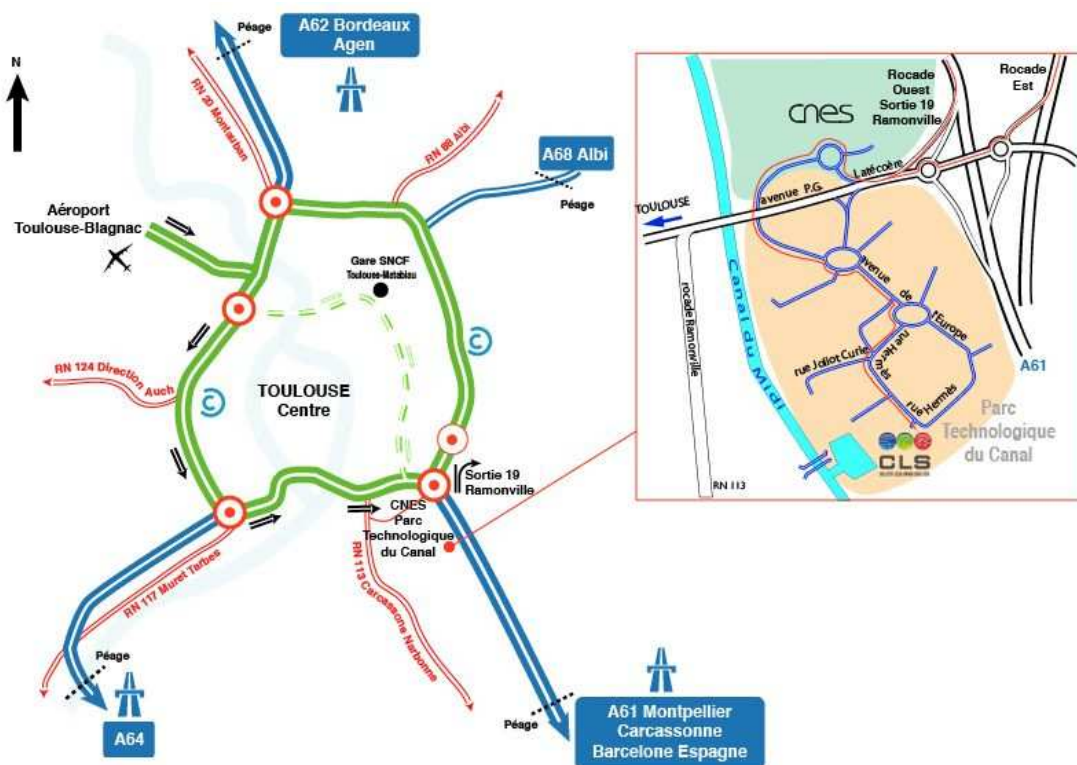 N
Péage
A62 Bordeaux
Agen
RN 20 Montauban
RN 88 Albi
A68 Albi
Péage
Aéroport
Toulouse-Blagnac
Gare SNCF
Toulouse-Matabiau
RN 124 Direction
Auch
TOULOUSE
Centre
Sortie 19
Ramonville
CNES
Parc
Technologique
du Canal
RN 117 Muret Tarbes
RN113 Carcassona Narbonne
Péage
A64
Péage
A61 Montpellier
Carcassonne
Barcelone Espagne
cnes
Rocade
Ouest
Sortie 19
Ramonville
Rocade
Est
TOULOUSE
avenue P.G. Latécoère
rocade Ramonville
Canal du Midi
avenue de l'Europe
rue Joliot Curie
rue Hermès
rue Hermès
A61
Parc
Technologique
du Canal
CLS
RN 113